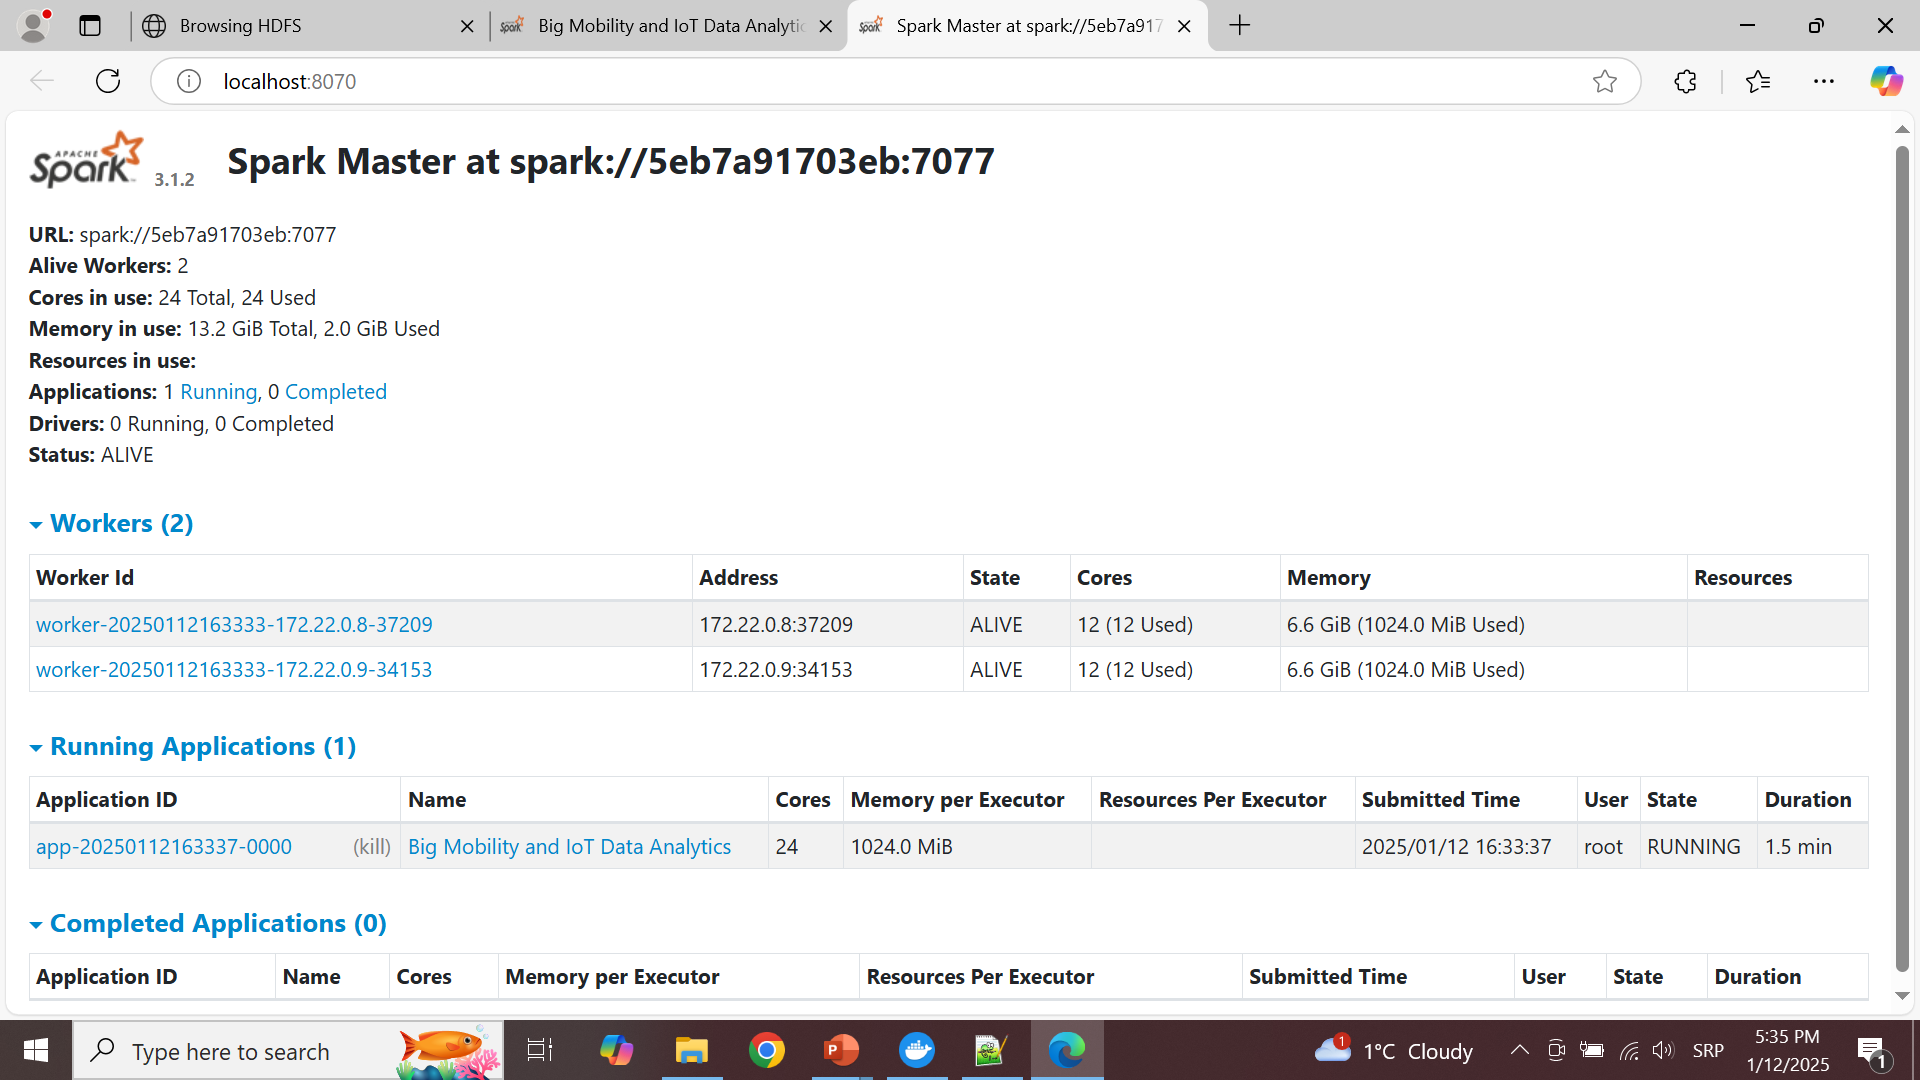 Browsing HDFS
Big Mobility and IoT Data Analytic
Spark Master at spark://5eb7a917
localhost:8070
APACHE
Spark
3.1.2
Spark Master at spark://5eb7a91703eb:7077
URL: spark://5eb7a91703eb:7077
Alive Workers: 2
Cores in use: 24 Total, 24 Used
Memory in use: 13.2 GiB Total, 2.0 GiB Used
Resources in use:
Applications: 1 Running, 0 Completed
Drivers: 0 Running, 0 Completed
Status: ALIVE
Workers (2)
Worker Id Address State Cores Memory Resources
worker-20250112163333-172.22.0.8-37209 172.22.0.8:37209 ALIVE 12 (12 Used) 6.6 GiB (1024.0 MiB Used)
worker-20250112163333-172.22.0.9-34153 172.22.0.9:34153 ALIVE 12 (12 Used) 6.6 GiB (1024.0 MiB Used)
Running Applications (1)
Application ID Name Cores Memory per Executor Resources Per Executor Submitted Time User State Duration
app-20250112163337-0000 (kill) Big Mobility and IoT Data Analytics 24 1024.0 MiB 2025/01/12 16:33:37 root RUNNING 1.5 min
Completed Applications (0)
Application ID Name Cores Memory per Executor Resources Per Executor Submitted Time User State Duration
Type here to search
1
1°C Cloudy
SRP
5:35 PM
1/12/2025
1